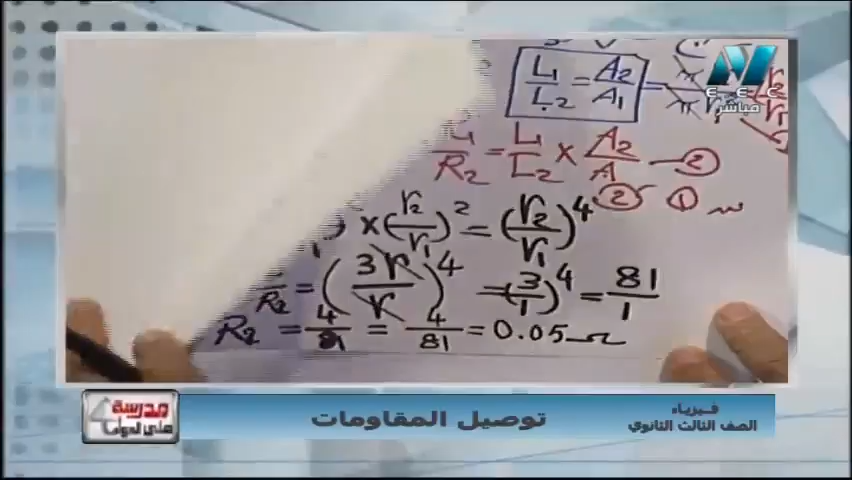 L₁/L₂ = A₂/A₁ =
مباشر
/R₂ = L₁/L₂ × A₂/A — ②
② ① من
× (r₂/r₁)² = (r₂/r₁)⁴
/R₂ = (3r/r)⁴ = (3/1)⁴ = 81/1
R₂ = 4/81 = 4/81 = 0.05 Ω
مدرسة
على الهواء
توصيل المقاومات
فيزياء
الصف الثالث الثانوي